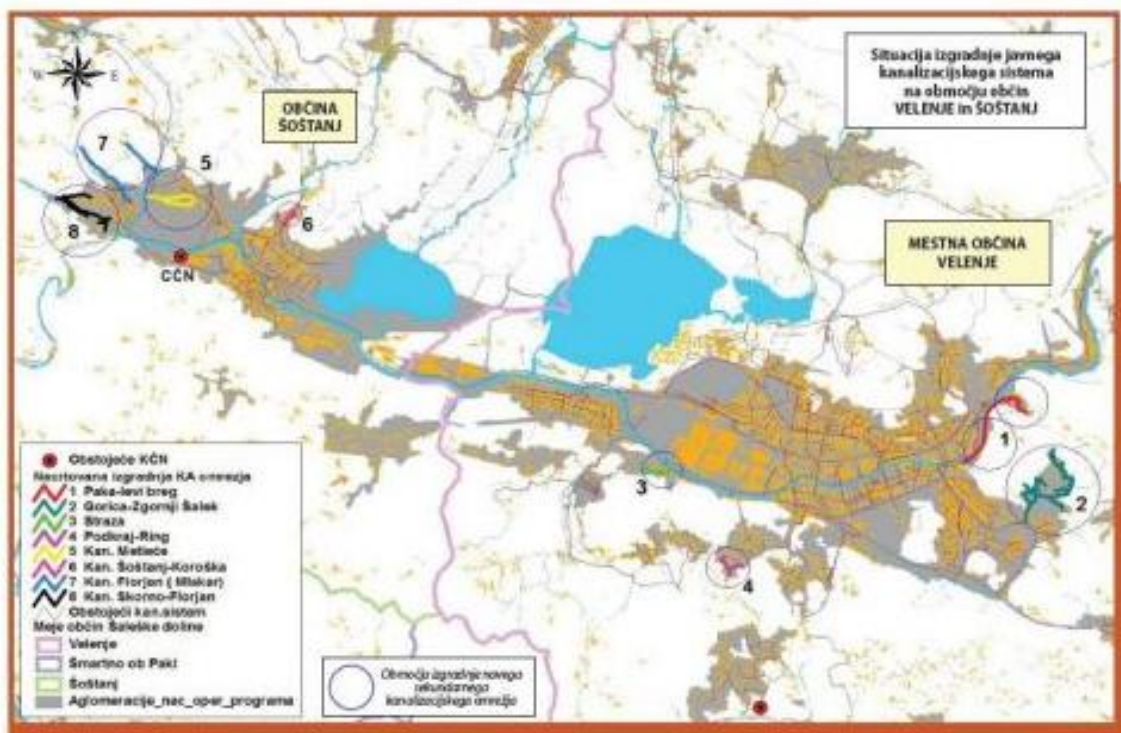 Situacija izgradnje javnega
kanalizacijskega sistema
na območju občin
VELENJE in ŠOŠTANJ
W
E
OBČINA
ŠOŠTANJ
MESTNA OBČINA
VELENJE
7
5
8
6
CČN
1
2
3
4
Obstoječe KČN
Nacrtovana izgradnja KA omrezja
1 Paka-levi breg
2 Gorica-Zgornji Šalek
3 Straza
4 Podkraj-Ring
5 Kan. Metleče
6 Kan. Šoštanj-Koroška
7 Kan. Florjan ( Mlakar)
8 Kan. Skorno-Florjan
Obstoječi kan.sistem
Meje občin Šaleške doline
Velenje
Šmartno ob Paki
Šoštanj
Aglomeracije_nac_oper_programa
Območja izgradnje novega
sekundarnega
kanalizacijskega omrežja